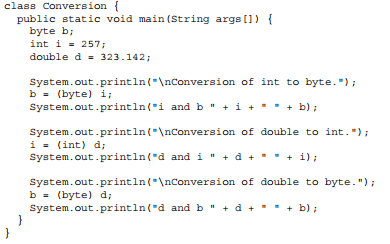 class Conversion {
public static void main(String args[]) {
byte b;
int i = 257;
double d = 323.142;
System.out.println("\nConversion of int to byte.");
b = (byte) i;
System.out.println("i and b " + i + " " + b);
System.out.println("\nConversion of double to int.");
i = (int) d;
System.out.println("d and i " + d + " " + i);
System.out.println("\nConversion of double to byte.");
b = (byte) d;
System.out.println("d and b " + d + " " + b);
}
}